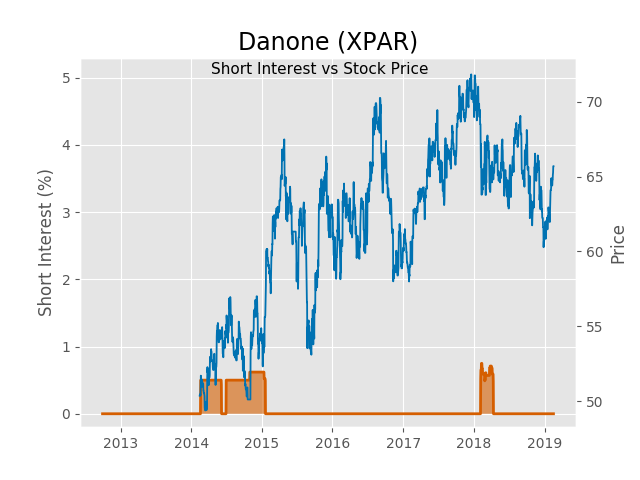 Danone (XPAR)
Short Interest vs Stock Price
Short Interest (%)
5
4
3
2
1
0
70
65
60
55
50
Price
2013 2014 2015 2016 2017 2018 2019